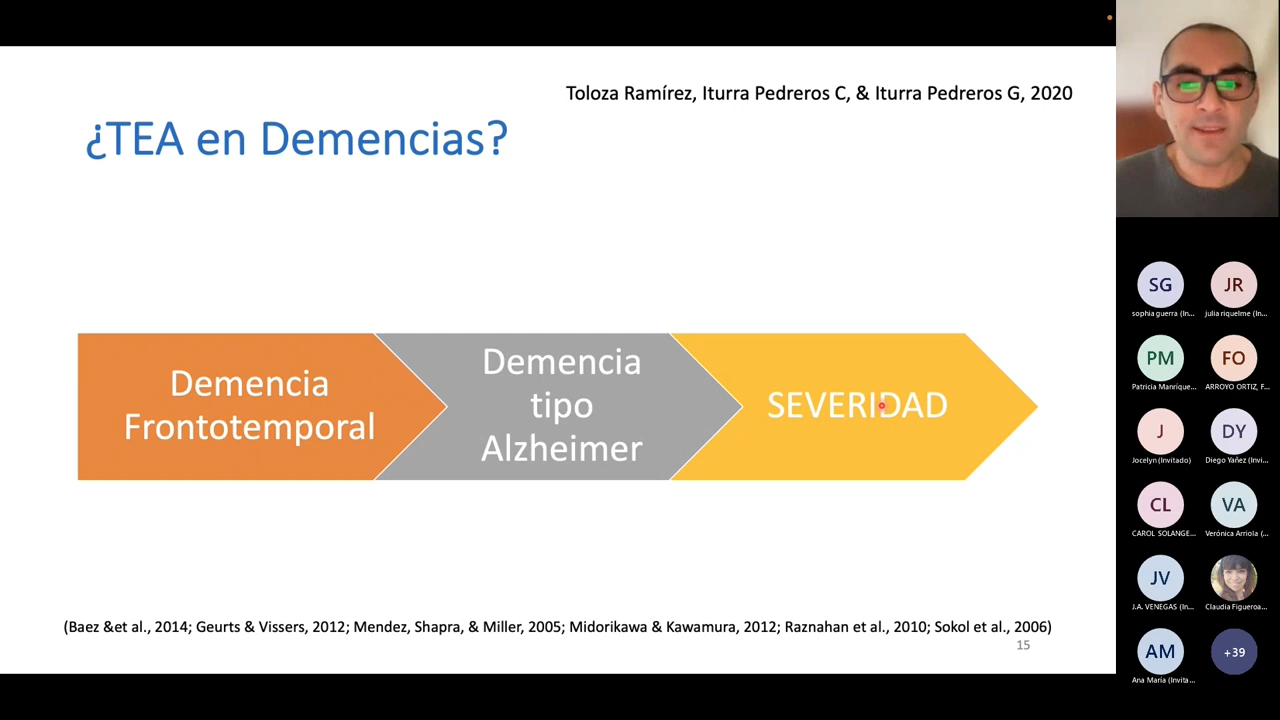 Toloza Ramírez, Iturra Pedreros C, & Iturra Pedreros G, 2020
¿TEA en Demencias?
Demencia
Frontotemporal
Demencia
tipo
Alzheimer
SEVERIDAD
(Baez &et al., 2014; Geurts & Vissers, 2012; Mendez, Shapra, & Miller, 2005; Midorikawa & Kawamura, 2012; Raznahan et al., 2010; Sokol et al., 2006)
15
SG
sophia guerra (In...
JR
julia riquelme (In...
PM
Patricia Manríque...
FO
ARROYO ORTIZ, F...
J
Jocelyn (Invitado)
DY
Diego Yañez (Invi...
CL
CAROL SOLANGE...
VA
Verónica Arriola (...
JV
J.A. VENEGAS (In...
Claudia Figueroa...
AM
Ana María (Invita...
+39